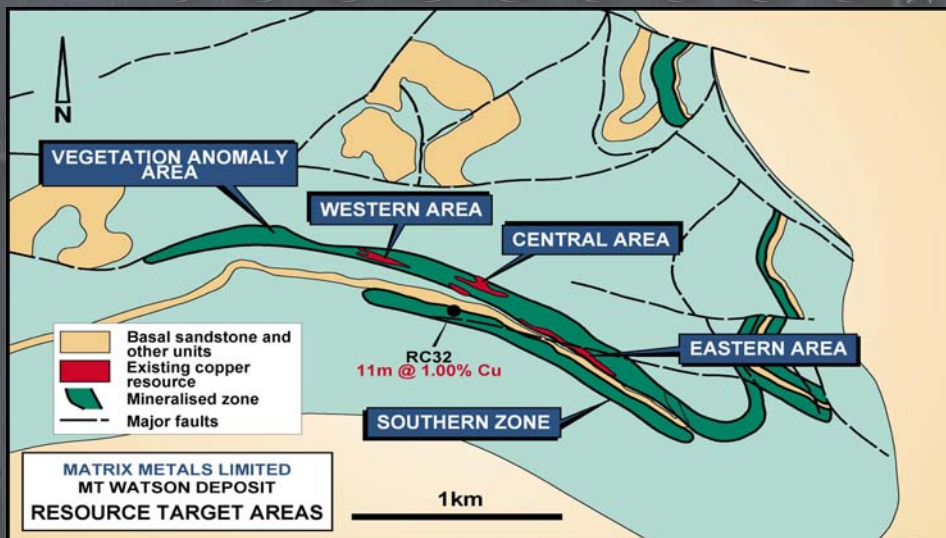 N
VEGETATION ANOMALY
AREA
WESTERN AREA
CENTRAL AREA
RC32
11m @ 1.00% Cu
EASTERN AREA
SOUTHERN ZONE
Basal sandstone and
other units
Existing copper
resource
Mineralised zone
Major faults
MATRIX METALS LIMITED
MT WATSON DEPOSIT
RESOURCE TARGET AREAS
1km